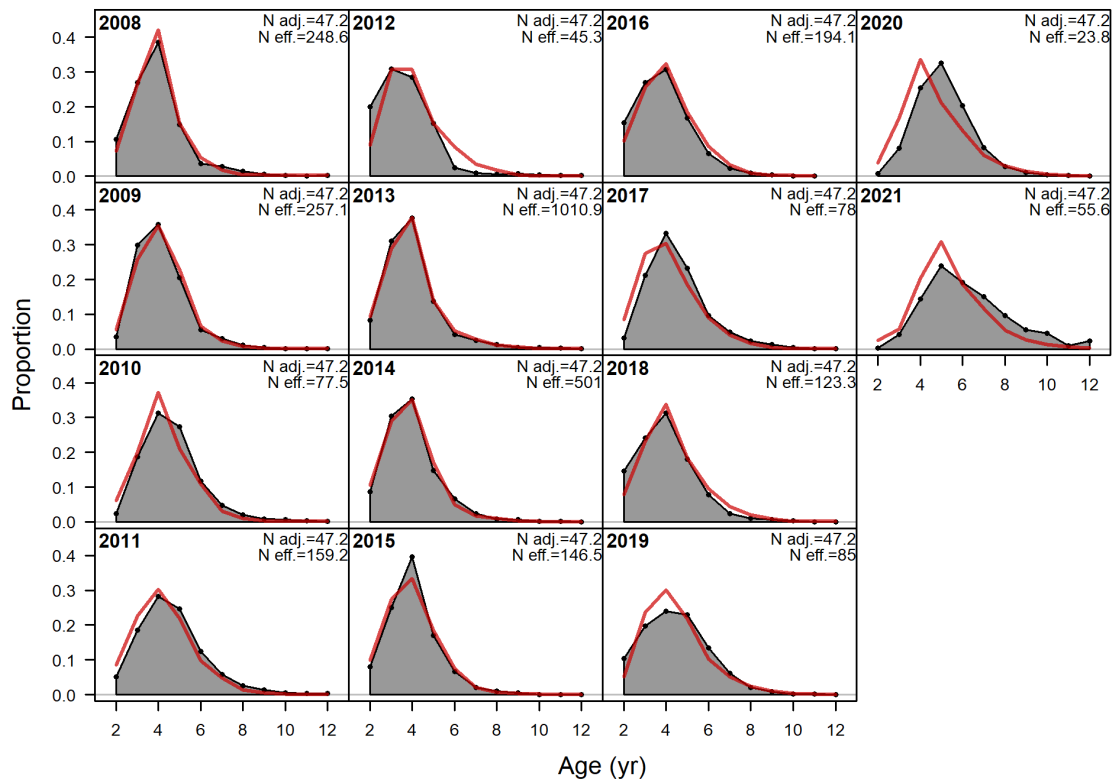 2008
N adj.=47.2
N eff.=248.6
2012
N adj.=47.2
N eff.=45.3
2016
N adj.=47.2
N eff.=194.1
2020
N adj.=47.2
N eff.=23.8
0.4
0.3
0.2
0.1
0.0
2009
N adj.=47.2
N eff.=257.1
2013
N adj.=47.2
N eff.=1010.9
2017
N adj.=47.2
N eff.=78
2021
N adj.=47.2
N eff.=55.6
0.4
0.3
0.2
0.1
0.0
2 4 6 8 10 12
2010
N adj.=47.2
N eff.=77.5
2014
N adj.=47.2
N eff.=501
2018
N adj.=47.2
N eff.=123.3
0.4
0.3
0.2
0.1
0.0
2011
N adj.=47.2
N eff.=159.2
2015
N adj.=47.2
N eff.=146.5
2019
N adj.=47.2
N eff.=85
0.4
0.3
0.2
0.1
0.0
2 4 6 8 10 12
2 4 6 8 10 12
2 4 6 8 10 12
Proportion
Age (yr)